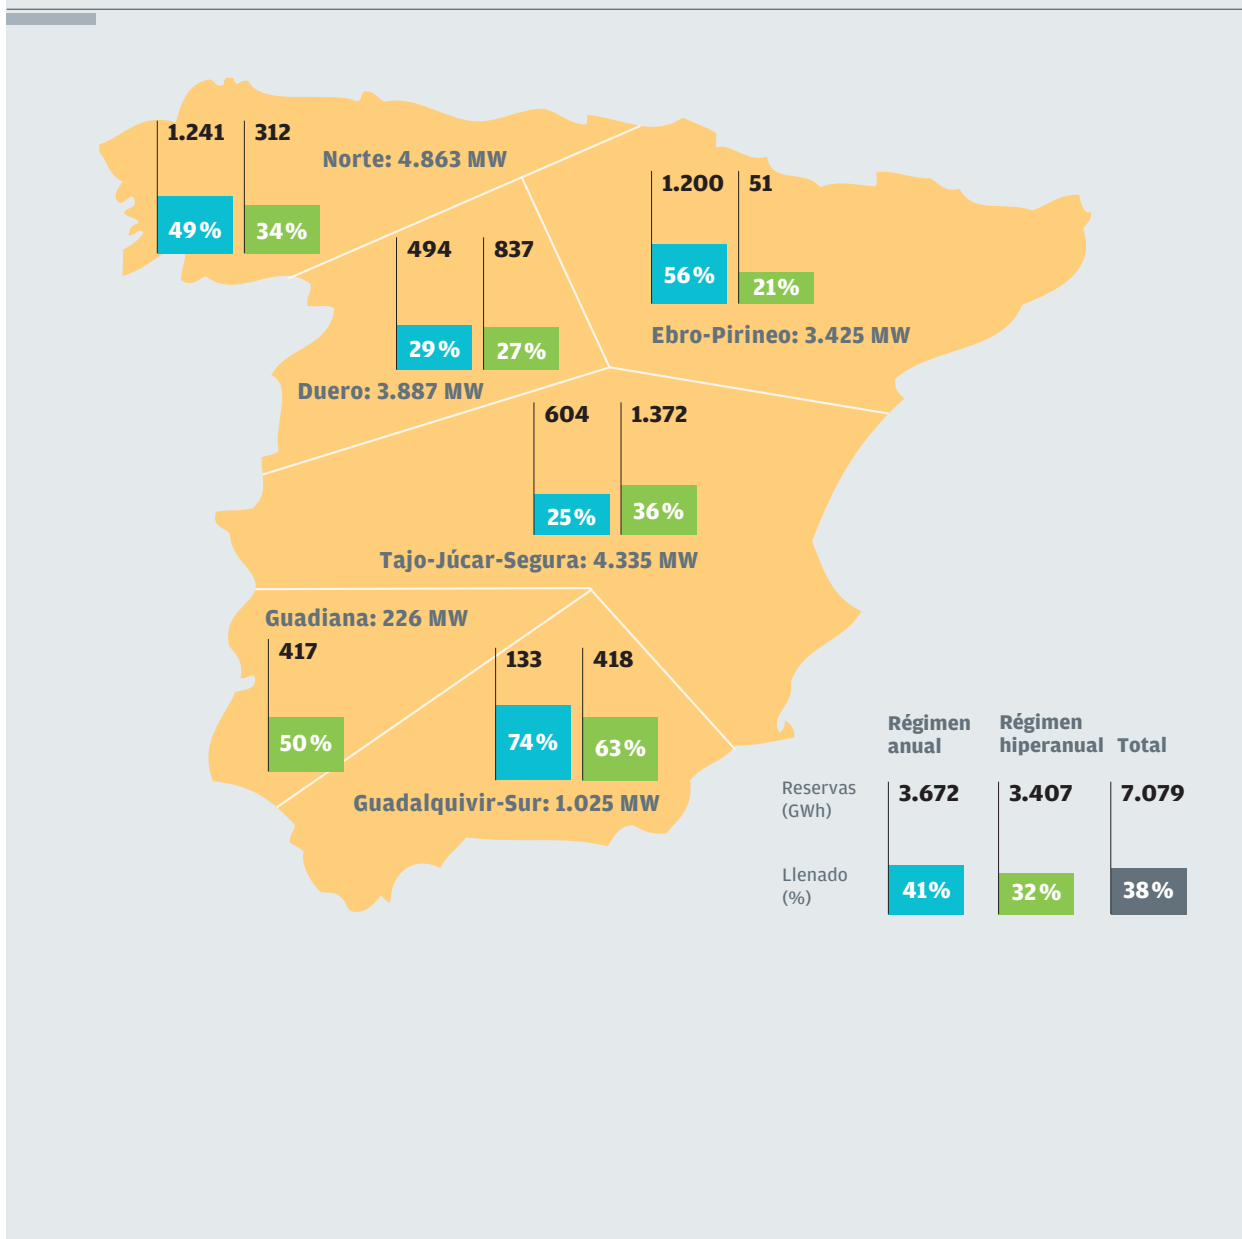 1.241 312
Norte: 4.863 MW
49% 34%
1.200 51
56% 21%
Ebro-Pirineo: 3.425 MW
494 837
29% 27%
Duero: 3.887 MW
604 1.372
25% 36%
Tajo-Júcar-Segura: 4.335 MW
Guadiana: 226 MW
417
50%
133 418
74% 63%
Guadalquivir-Sur: 1.025 MW
Régimen
anual
Régimen
hiperanual
Total
Reservas
(GWh)
3.672 3.407 7.079
Llenado
(%)
41% 32% 38%